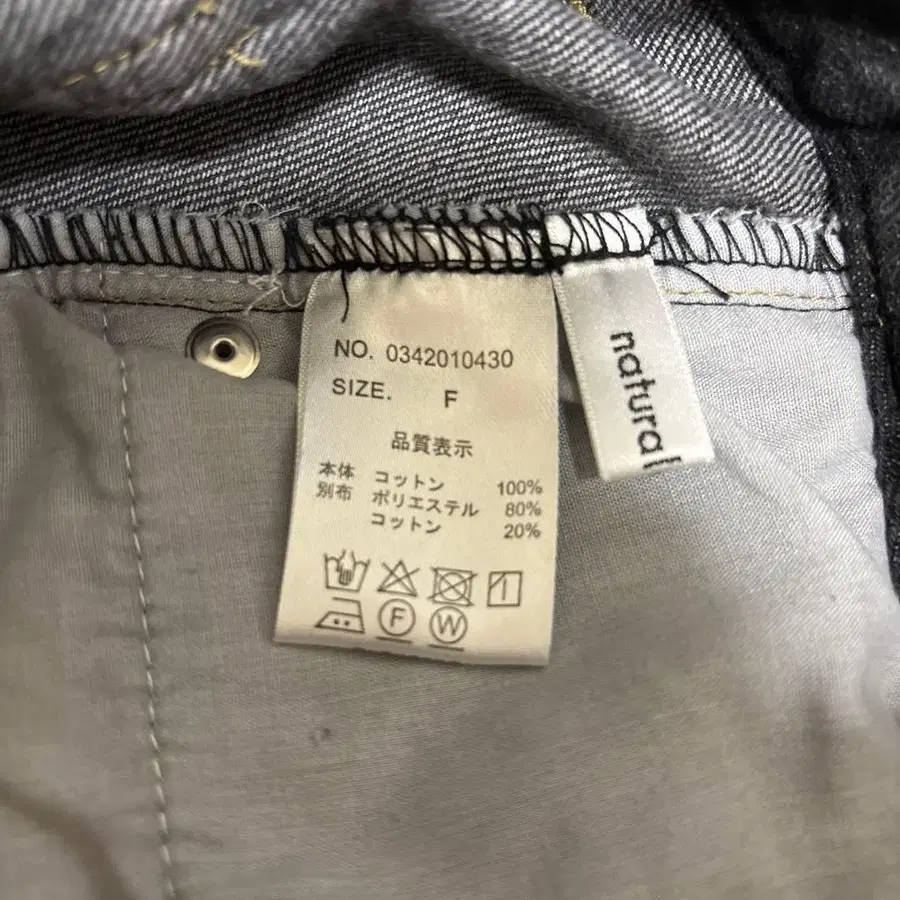 NO. 0342010430
SIZE. F
品質表示
本体 コットン 100%
別布 ポリエステル 80%
コットン 20%
F W
natural